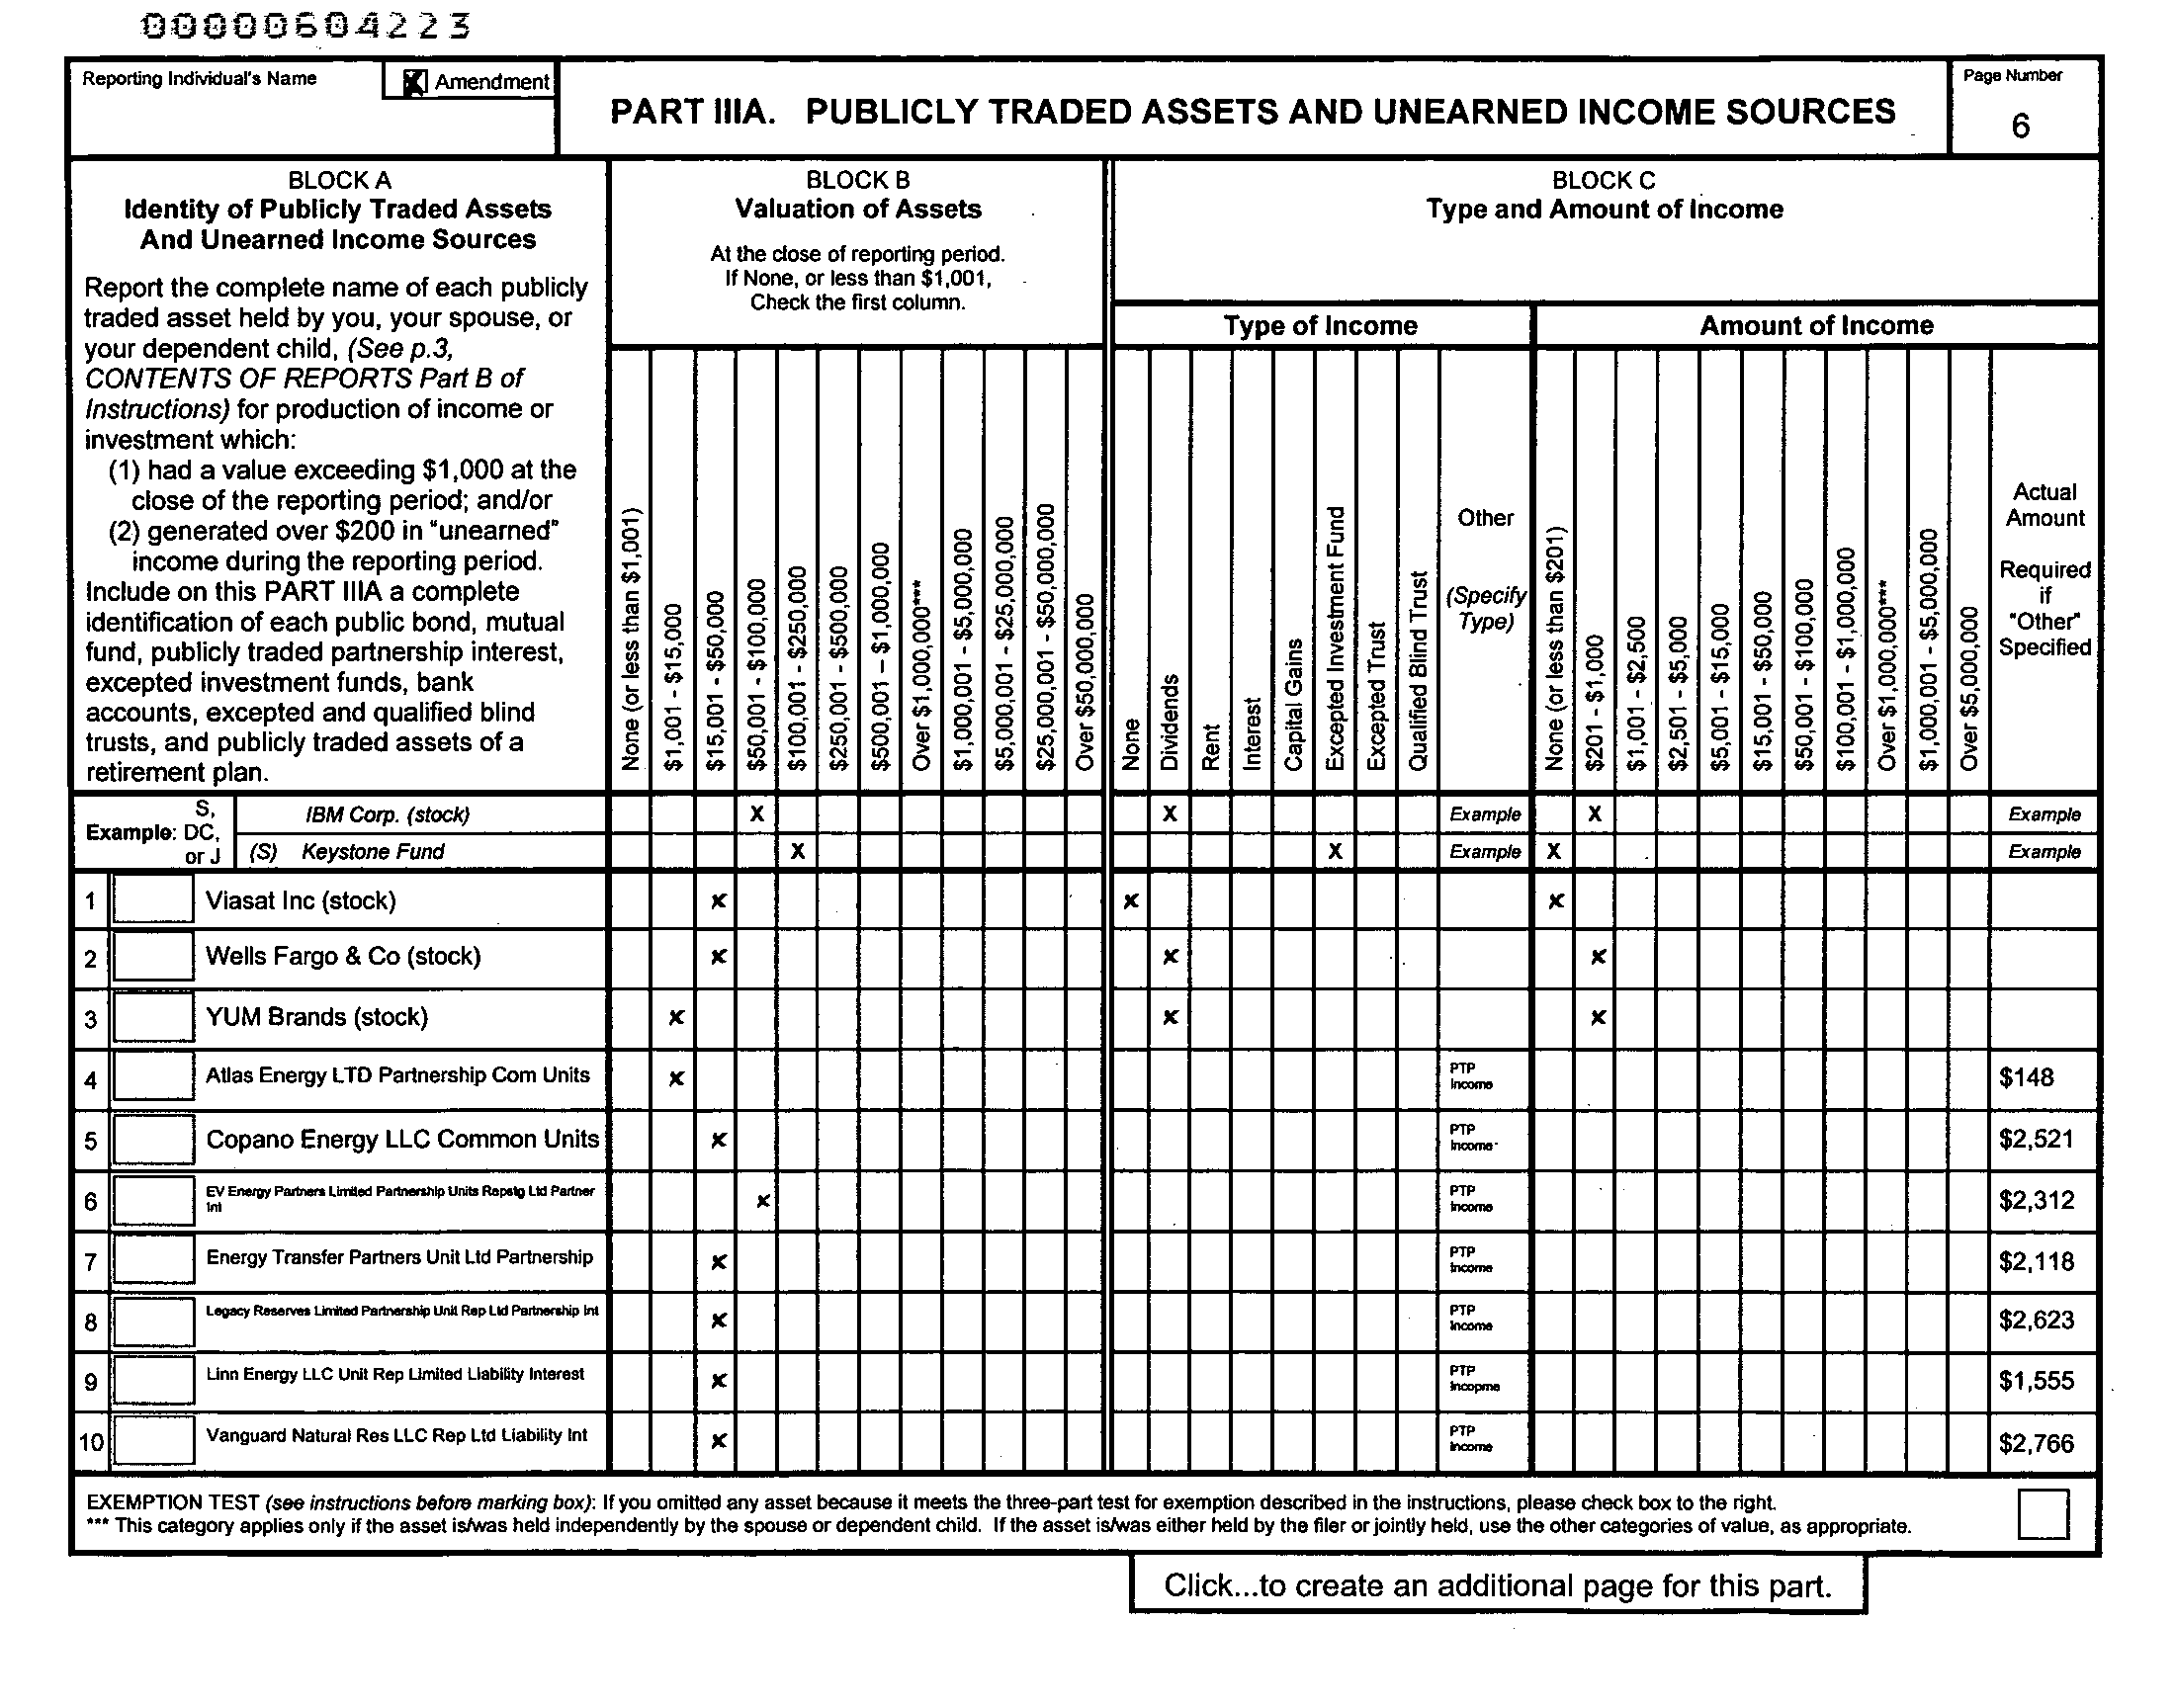 00000604223
Reporting Individual's Name
X Amendment
PART IIIA. PUBLICLY TRADED ASSETS AND UNEARNED INCOME SOURCES
Page Number
6
BLOCK A
Identity of Publicly Traded Assets
And Unearned Income Sources
Report the complete name of each publicly
traded asset held by you, your spouse, or
your dependent child, (See p.3,
CONTENTS OF REPORTS Part B of
Instructions) for production of income or
investment which:
(1) had a value exceeding $1,000 at the
close of the reporting period; and/or
(2) generated over $200 in "unearned"
income during the reporting period.
Include on this PART IIIA a complete
identification of each public bond, mutual
fund, publicly traded partnership interest,
excepted investment funds, bank
accounts, excepted and qualified blind
trusts, and publicly traded assets of a
retirement plan.
BLOCK B
Valuation of Assets
At the close of reporting period.
If None, or less than $1,001,
Check the first column.
BLOCK C
Type and Amount of Income
Type of Income
Amount of Income
None (or less than $1,001)
$1,001 - $15,000
$15,001 - $50,000
$50,001 - $100,000
$100,001 - $250,000
$250,001 - $500,000
$500,001 – $1,000,000
Over $1,000,000***
$1,000,001 - $5,000,000
$5,000,001 - $25,000,000
$25,000,001 - $50,000,000
Over $50,000,000
None
Dividends
Rent
Interest
Capital Gains
Excepted Investment Fund
Excepted Trust
Qualified Blind Trust
Other
(Specify
Type)
None (or less than $201)
$201 - $1,000
$1,001 - $2,500
$2,501 - $5,000
$5,001 - $15,000
$15,001 - $50,000
$50,001 - $100,000
$100,001 - $1,000,000
Over $1,000,000***
$1,000,001 - $5,000,000
Over $5,000,000
Actual
Amount
Required
if
"Other"
Specified
Example: S, DC, or J
IBM Corp. (stock) X X Example X Example
(S) Keystone Fund X X Example X Example
1 Viasat Inc (stock) x x x
2 Wells Fargo & Co (stock) x x x
3 YUM Brands (stock) x x x
4 Atlas Energy LTD Partnership Com Units x PTP Income $148
5 Copano Energy LLC Common Units x PTP Income $2,521
6 EV Energy Partners Limited Partnership Units Repstg Ltd Partner Int x PTP Income $2,312
7 Energy Transfer Partners Unit Ltd Partnership x PTP Income $2,118
8 Legacy Reserves Limited Partnership Unit Rep Ltd Partnership Int x PTP Income $2,623
9 Linn Energy LLC Unit Rep Limited Liability Interest x PTP Incopme $1,555
10 Vanguard Natural Res LLC Rep Ltd Liability Int x PTP Income $2,766
EXEMPTION TEST (see instructions before marking box): If you omitted any asset because it meets the three-part test for exemption described in the instructions, please check box to the right.
*** This category applies only if the asset is/was held independently by the spouse or dependent child. If the asset is/was either held by the filer or jointly held, use the other categories of value, as appropriate.
Click...to create an additional page for this part.